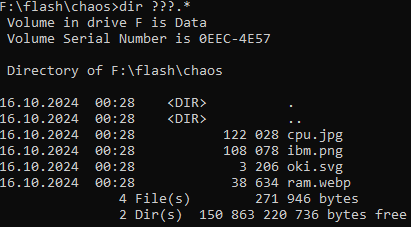 F:\flash\chaos>dir ???.*
Volume in drive F is Data
Volume Serial Number is 0EEC-4E57
Directory of F:\flash\chaos
16.10.2024 00:28 <DIR> .
16.10.2024 00:28 <DIR> ..
16.10.2024 00:28 122 028 cpu.jpg
16.10.2024 00:28 108 078 ibm.png
16.10.2024 00:28 3 206 oki.svg
16.10.2024 00:28 38 634 ram.webp
4 File(s) 271 946 bytes
2 Dir(s) 150 863 220 736 bytes free